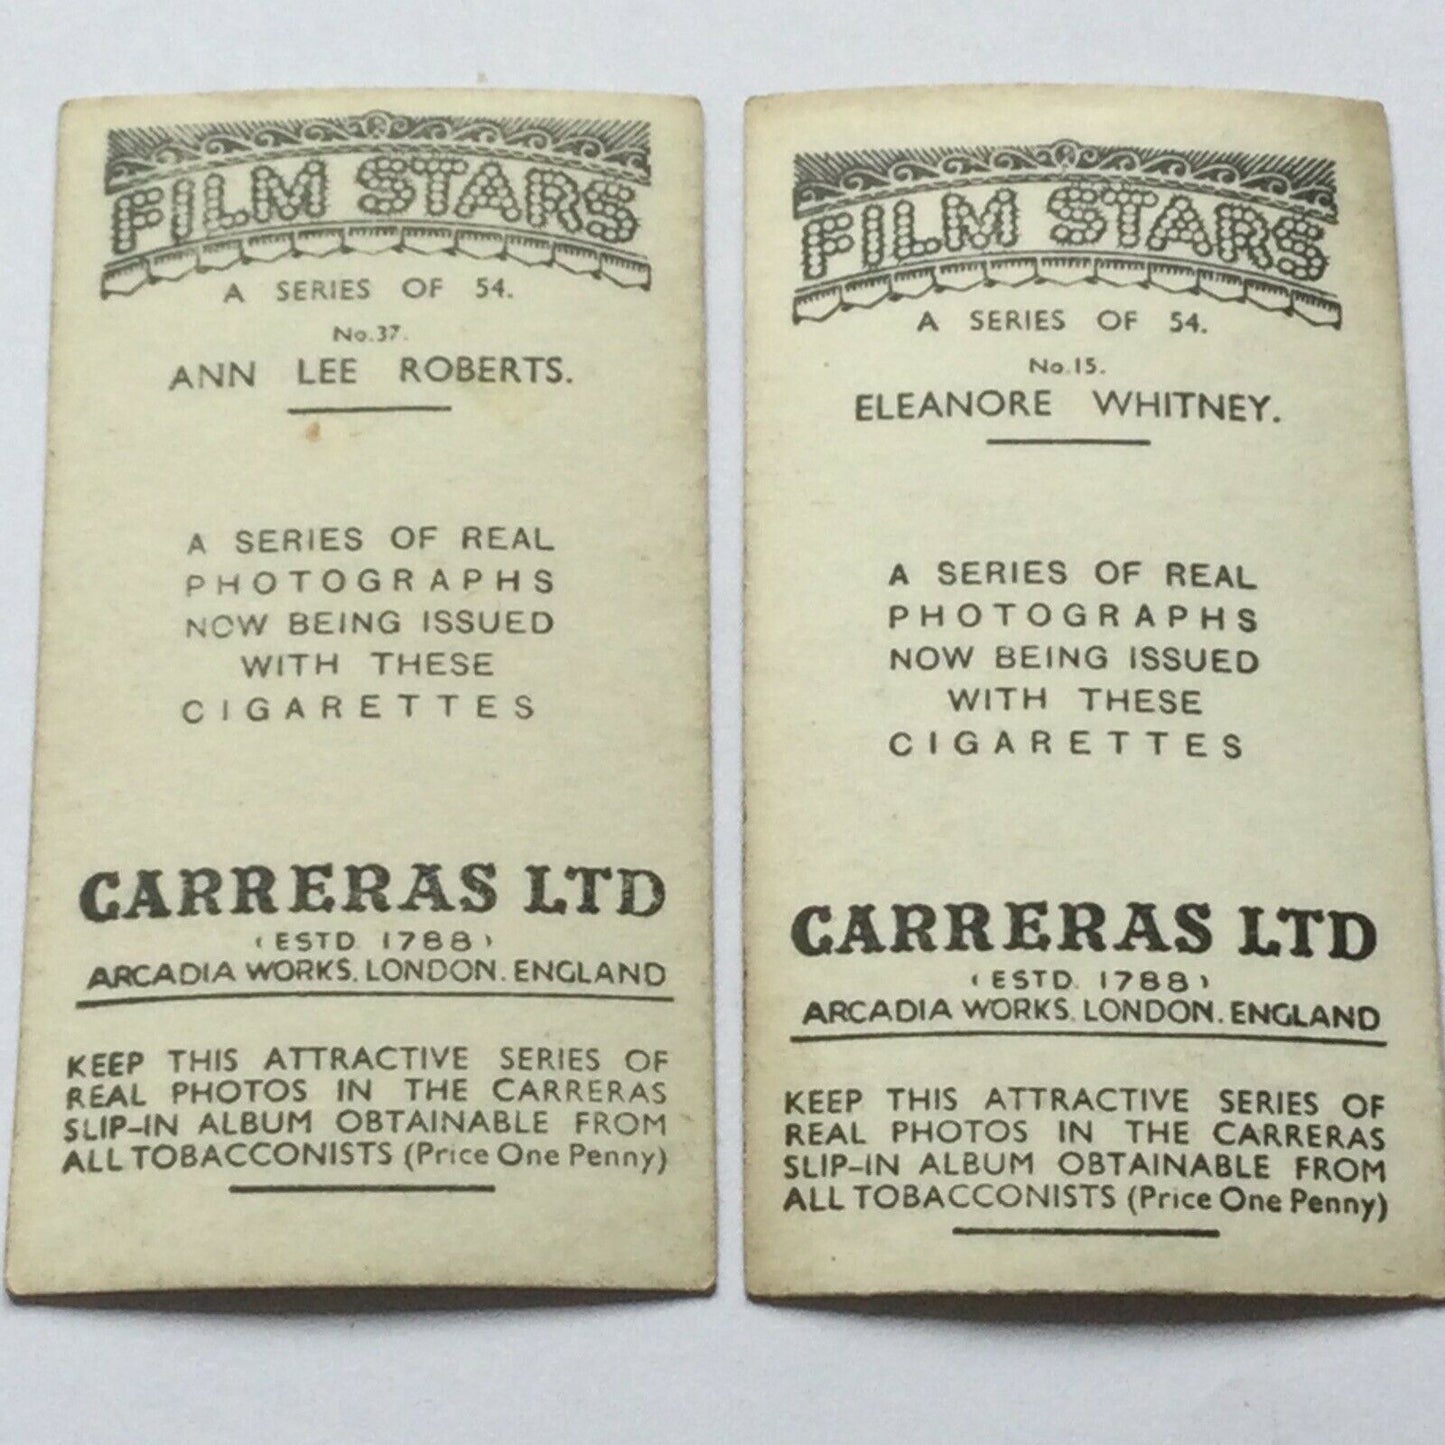 FILM STARS
A SERIES OF 54.
No.37.
ANN LEE ROBERTS.
A SERIES OF REAL
PHOTOGRAPHS
NOW BEING ISSUED
WITH THESE
CIGARETTES
CARRERAS LTD
(ESTD 1788)
ARCADIA WORKS. LONDON. ENGLAND
KEEP THIS ATTRACTIVE SERIES OF
REAL PHOTOS IN THE CARRERAS
SLIP-IN ALBUM OBTAINABLE FROM
ALL TOBACCONISTS (Price One Penny)
FILM STARS
A SERIES OF 54.
No.15.
ELEANORE WHITNEY.
A SERIES OF REAL
PHOTOGRAPHS
NOW BEING ISSUED
WITH THESE
CIGARETTES
CARRERAS LTD
(ESTD. 1788)
ARCADIA WORKS. LONDON. ENGLAND
KEEP THIS ATTRACTIVE SERIES OF
REAL PHOTOS IN THE CARRERAS
SLIP-IN ALBUM OBTAINABLE FROM
ALL TOBACCONISTS (Price One Penny)